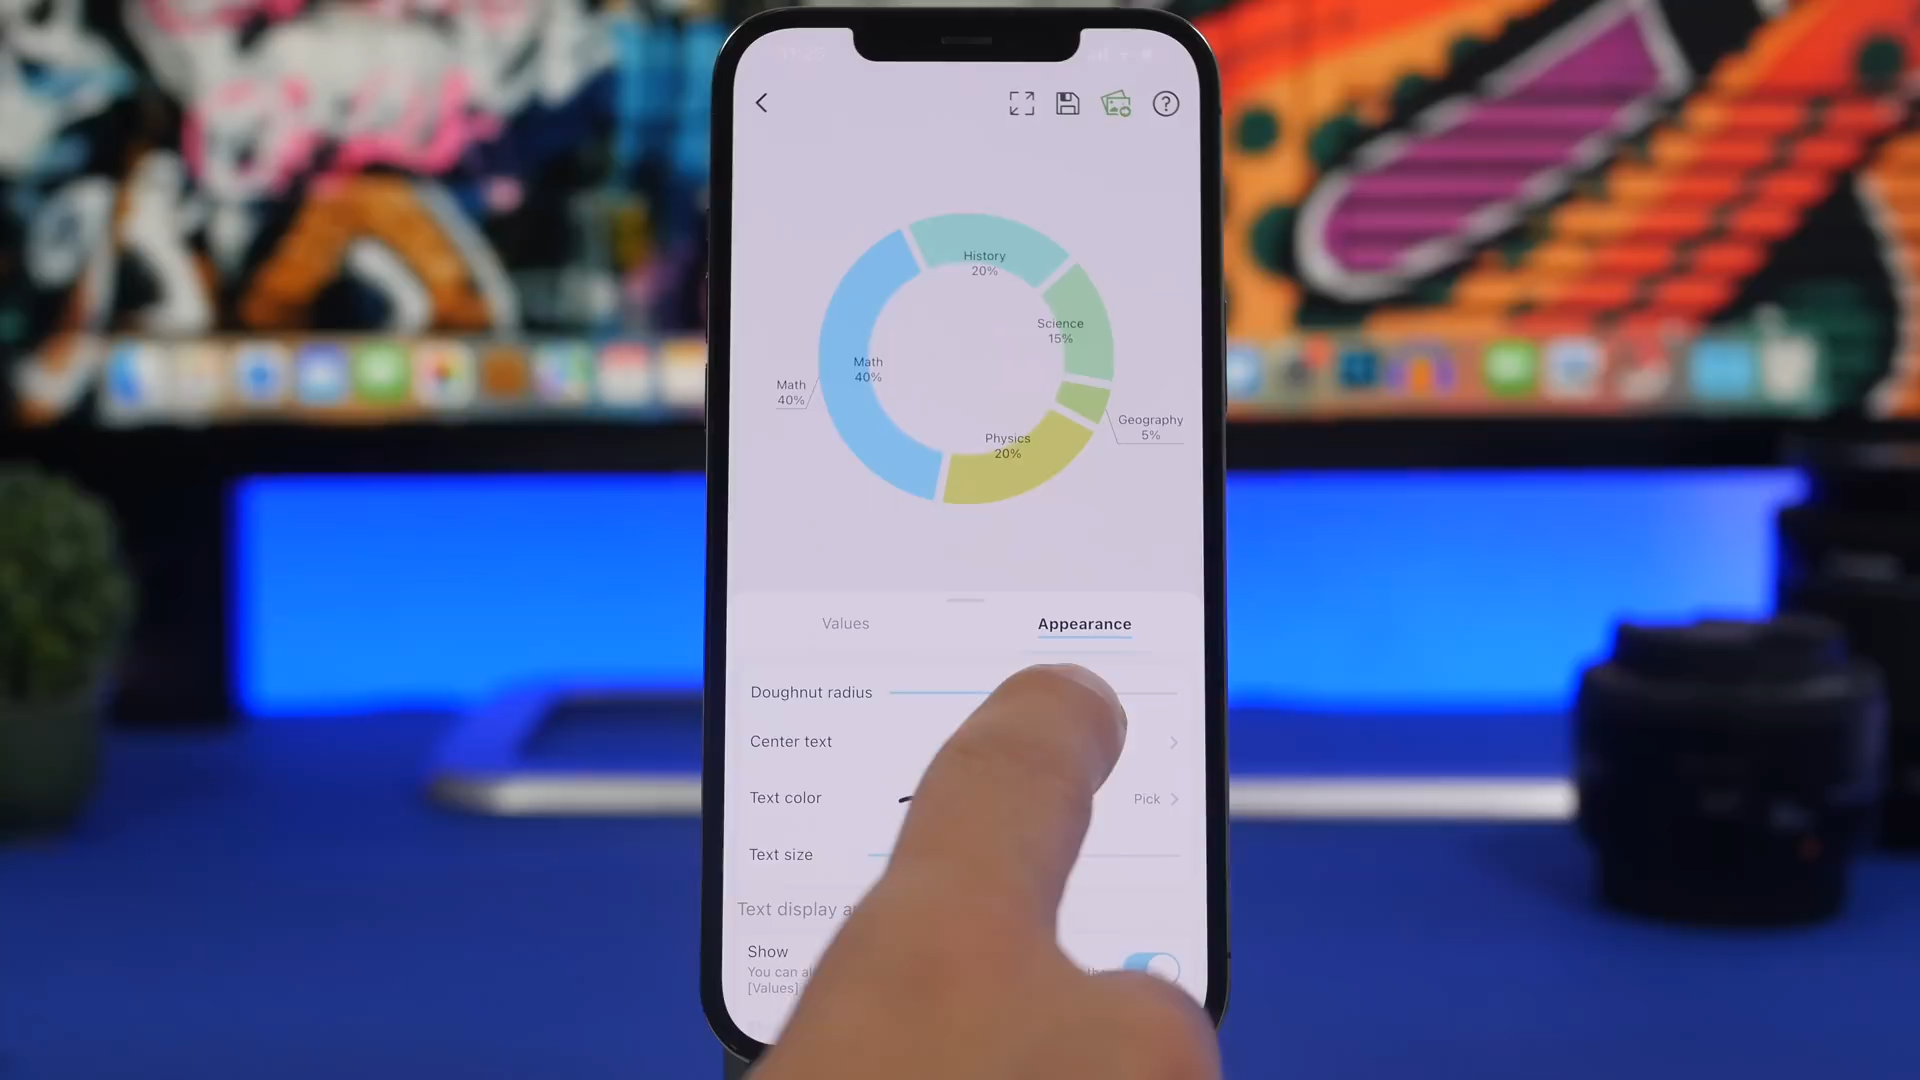 History
20%
Science
15%
Math
40%
Math
40%
Geography
5%
Physics
20%
Values
Appearance
Doughnut radius
Center text
Text color
Pick
Text size
Text display
Show
You can
[Values]